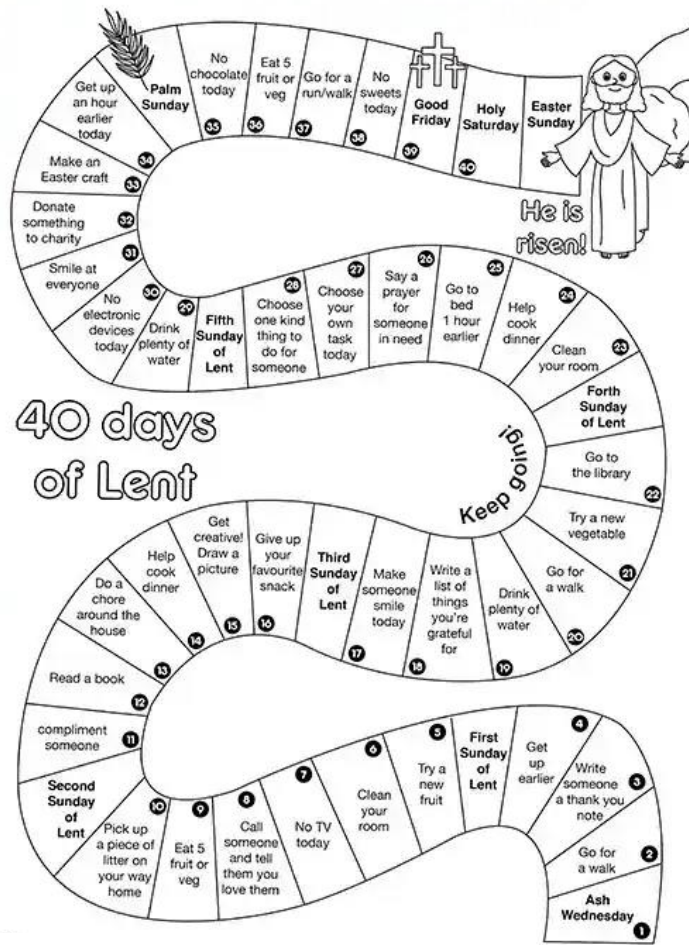 40 days
of Lent
Ash
Wednesday
1
Go for
a walk
2
Write
someone
a thank you
note
3
Get
up
earlier
4
First
Sunday
of
Lent
Try a
new
fruit
5
Clean
your
room
6
No TV
today
7
Call
someone
and tell
them you
love them
8
Eat 5
fruit or
veg
9
Pick up
a piece of
litter on
your way
home
10
Second
Sunday
of
Lent
compliment
someone
11
Read a book
12
Do a
chore
around the
house
13
Help
cook
dinner
14
Get
creative!
Draw a
picture
15
Give up
your
favourite
snack
16
Third
Sunday
of
Lent
Make
someone
smile
today
17
Write a
list of
things
you're
grateful
for
18
Drink
plenty of
water
19
Go for
a walk
20
Try a new
vegetable
21
Go to
the library
22
Forth
Sunday
of Lent
Clean
your room
23
Help
cook
dinner
24
Go to
bed
1 hour
earlier
25
Say a
prayer
for
someone
in need
26
Choose
your
own
task
today
27
Choose
one kind
thing to
do for
someone
28
Fifth
Sunday
of
Lent
Drink
plenty of
water
29
No
electronic
devices
today
30
Smile at
everyone
31
Donate
something
to charity
32
Make an
Easter craft
33
Get up
an hour
earlier
today
34
Palm
Sunday
No
chocolate
today
35
Eat 5
fruit or
veg
36
Go for a
run/walk
37
No
sweets
today
38
Good
Friday
39
Holy
Saturday
40
Easter
Sunday
He is
risen!
Keep going!